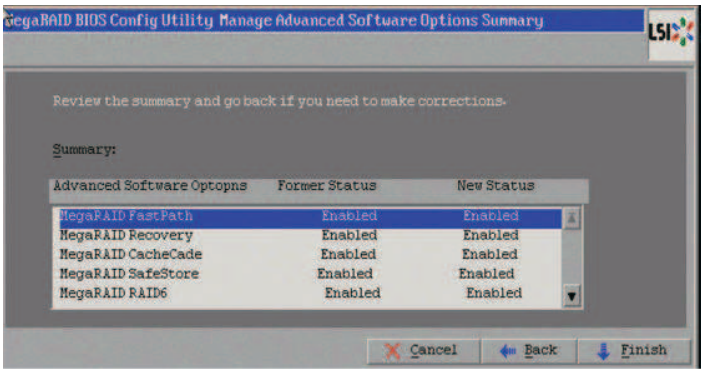 MegaRAID BIOS Config Utility Manage Advanced Software Options Summary
LSI
Review the summary and go back if you need to make corrections.
Summary:
Advanced Software Optopns Former Status New Status
MegaRAID FastPath Enabled Enabled
MegaRAID Recovery Enabled Enabled
MegaRAID CacheCade Enabled Enabled
MegaRAID SafeStore Enabled Enabled
MegaRAID RAID6 Enabled Enabled
Cancel Back Finish